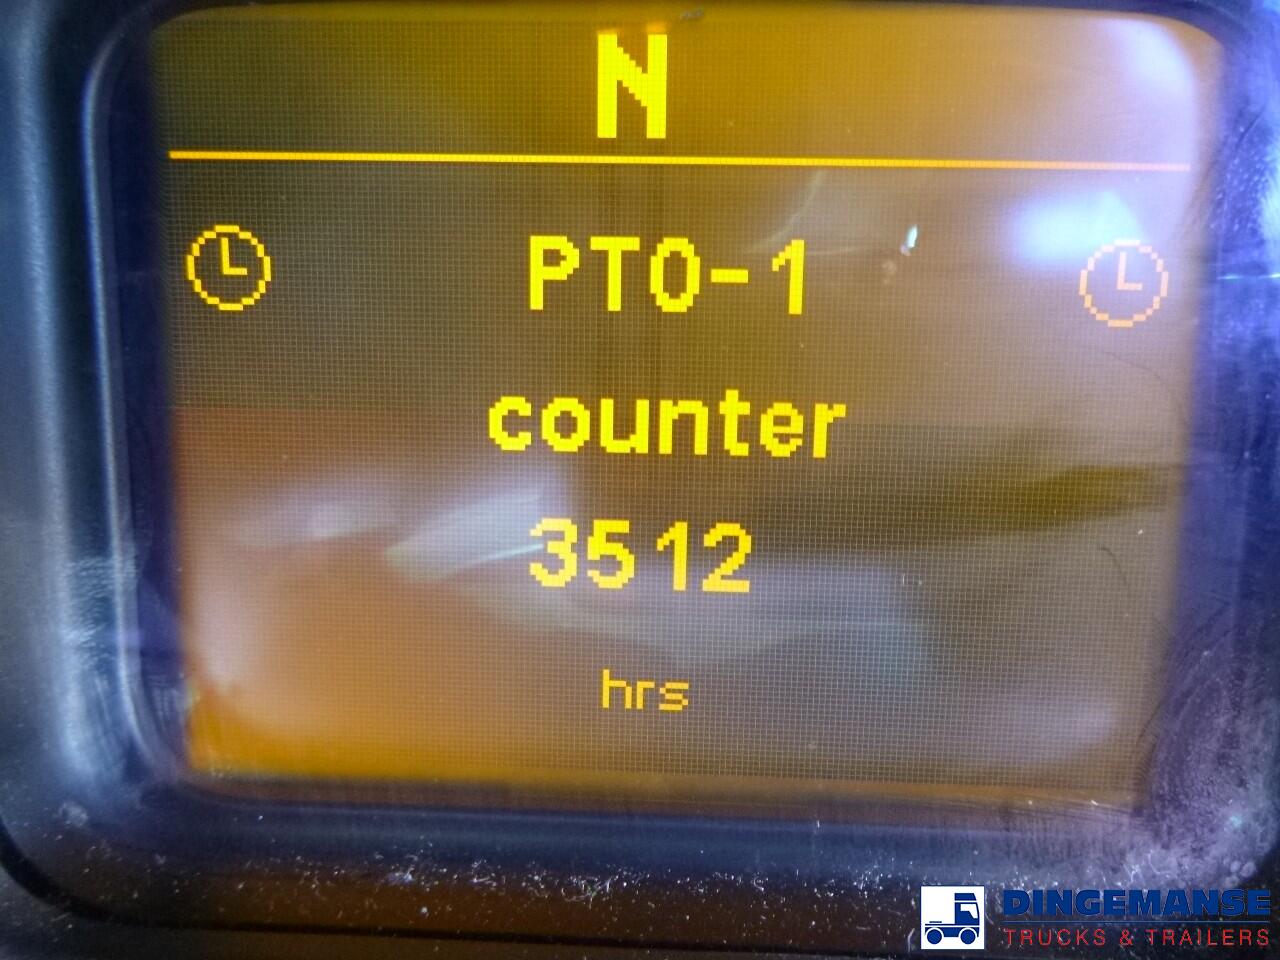 N
PTO-1
counter
3512
hrs
DINGEMANSE
TRUCKS & TRAILERS